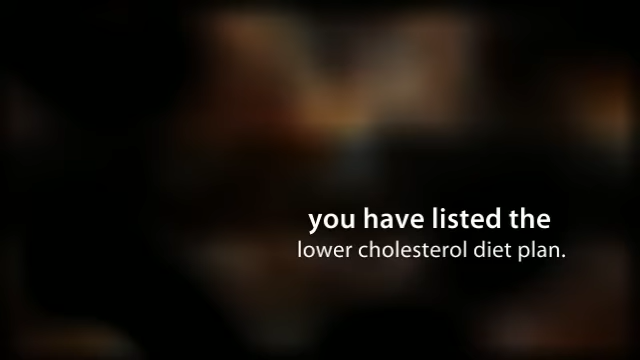 you have listed the
lower cholesterol diet plan.